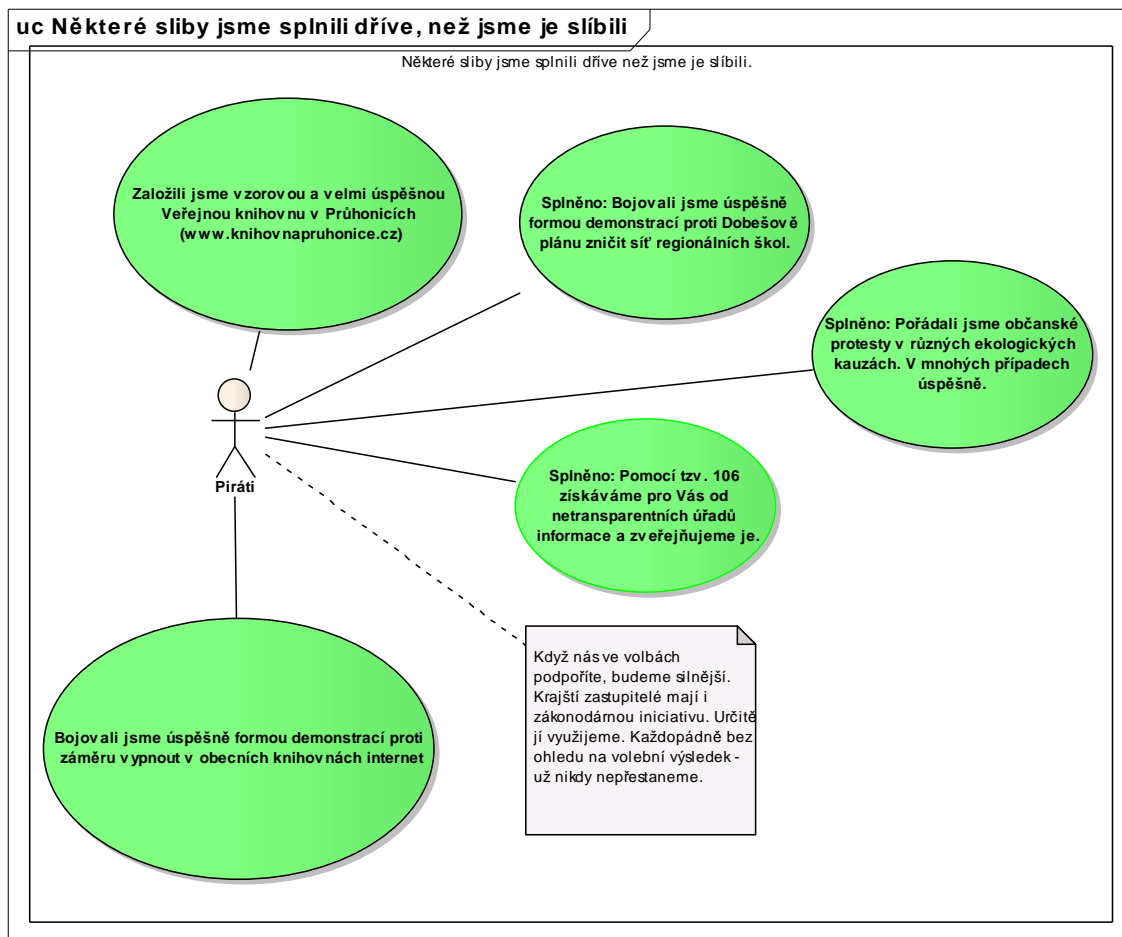 uc Některé sliby jsme splnili dříve, než jsme je slíbili
Některé sliby jsme splnili dříve než jsme je slíbili.
Založili jsme vzorovou a velmi úspěšnou
Veřejnou knihovnu v Průhonicích
(www.knihovnapruhonice.cz)
Splněno: Bojovali jsme úspěšně
formou demonstrací proti Dobešově
plánu zničit síť regionálních škol.
Splněno: Pořádali jsme občanské
protesty v různých ekologických
kauzách. V mnohých případech
úspěšně.
Piráti
Splněno: Pomocí tzv. 106
získáváme pro Vás od
netransparentních úřadů
informace a zveřejňujeme je.
Když nás ve volbách
podpoříte, budeme silnější.
Krajští zastupitelé mají i
zákonodárnou iniciativu. Určitě
jí využijeme. Každopádně bez
ohledu na volební výsledek -
už nikdy nepřestaneme.
Bojovali jsme úspěšně formou demonstrací proti
záměru vypnout v obecních knihovnách internet